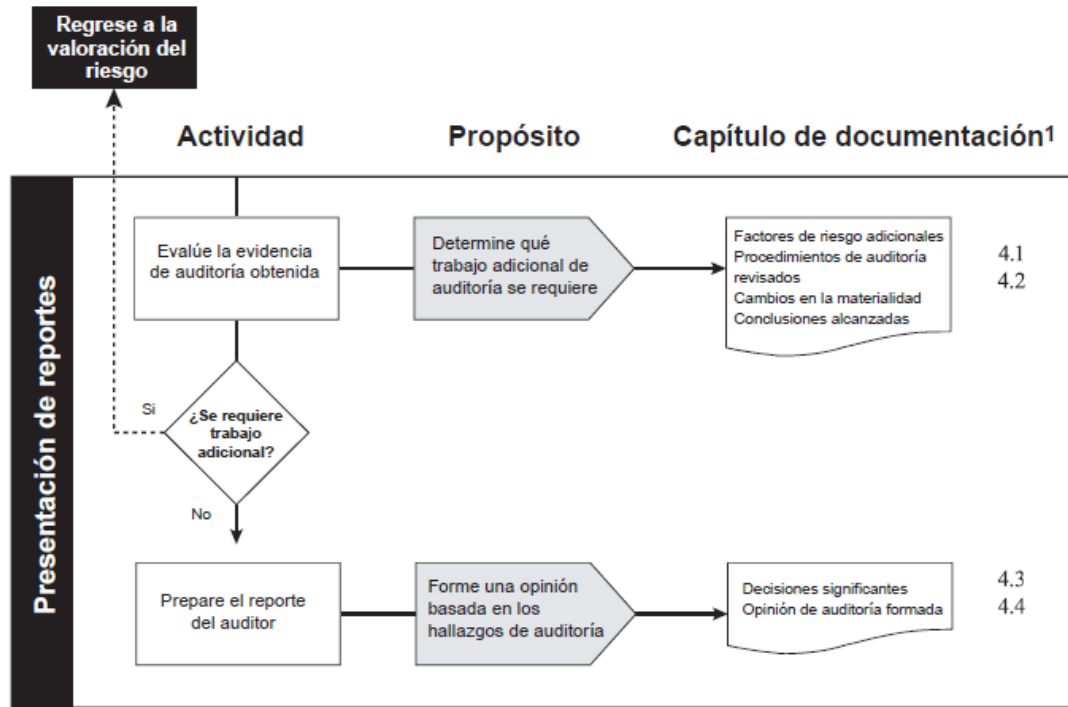 Regrese a la
valoración del
riesgo
Actividad
Propósito
Capítulo de documentación1
Presentación de reportes
Evalúe la evidencia
de auditoría obtenida
Determine qué
trabajo adicional de
auditoría se requiere
Factores de riesgo adicionales
Procedimientos de auditoría
revisados
Cambios en la materialidad
Conclusiones alcanzadas
4.1
4.2
Si
¿Se requiere
trabajo
adicional?
No
Prepare el reporte
del auditor
Forme una opinión
basada en los
hallazgos de auditoría
Decisiones significantes
Opinión de auditoría formada
4.3
4.4